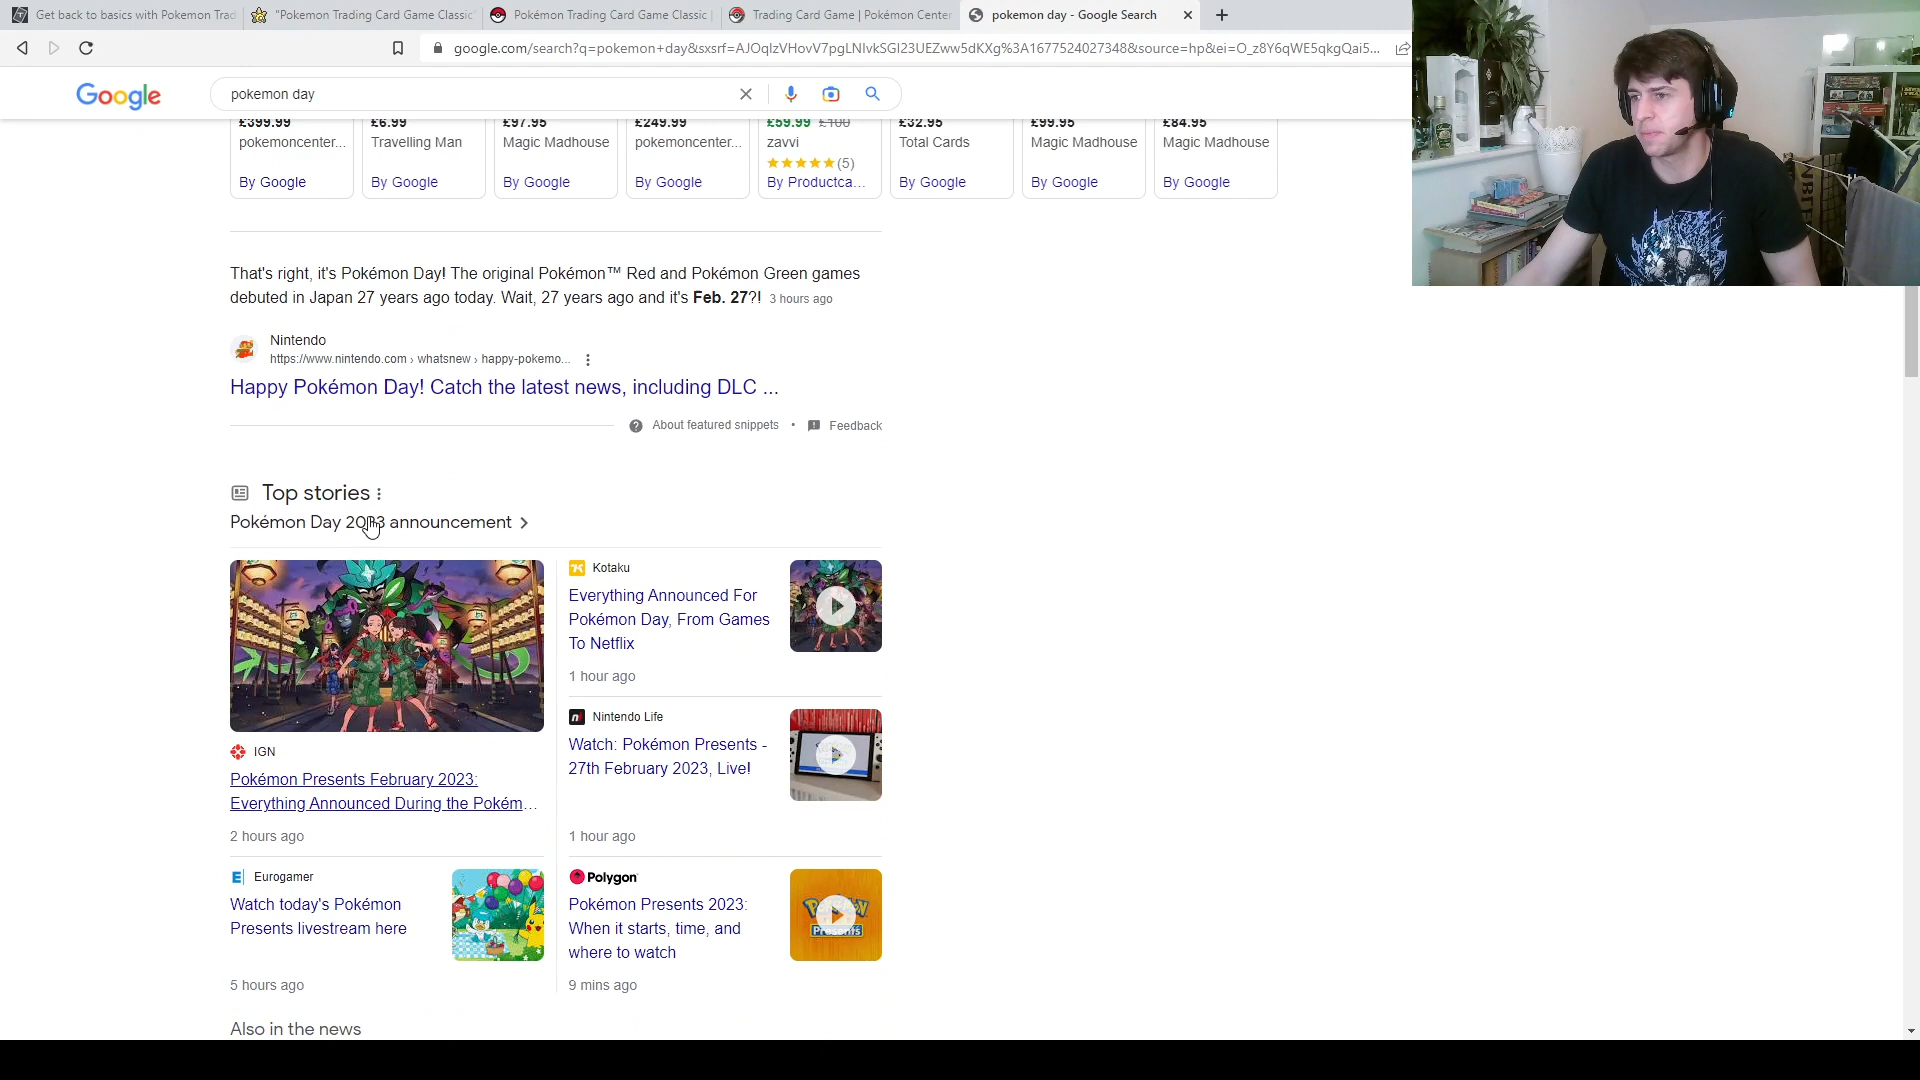 Get back to basics with Pokemon Trad
"Pokemon Trading Card Game Classic"
Pokémon Trading Card Game Classic |
Trading Card Game | Pokémon Center
pokemon day - Google Search
google.com/search?q=pokemon+day&sxsrf=AJOqlzVHovV7pgLNlvkSGI23UEZww5dKXg%3A1677524027348&source=hp&ei=O_z8Y6qWE5qkgQai5...
Google
pokemon day
£399.99
pokemoncenter...
By Google
£6.99
Travelling Man
By Google
£97.95
Magic Madhouse
By Google
£249.99
pokemoncenter...
By Google
£59.99 £100
zavvi
(5)
By Productca...
£32.95
Total Cards
By Google
£99.95
Magic Madhouse
By Google
£84.95
Magic Madhouse
By Google
That's right, it's Pokémon Day! The original Pokémon™ Red and Pokémon Green games
debuted in Japan 27 years ago today. Wait, 27 years ago and it's Feb. 27?! 3 hours ago
Nintendo
https://www.nintendo.com › whatsnew › happy-pokemo...
Happy Pokémon Day! Catch the latest news, including DLC ...
About featured snippets • Feedback
Top stories
Pokémon Day 2023 announcement
IGN
Pokémon Presents February 2023:
Everything Announced During the Pokém...
2 hours ago
Kotaku
Everything Announced For
Pokémon Day, From Games
To Netflix
1 hour ago
Nintendo Life
Watch: Pokémon Presents -
27th February 2023, Live!
1 hour ago
Eurogamer
Watch today's Pokémon
Presents livestream here
5 hours ago
Polygon
Pokémon Presents 2023:
When it starts, time, and
where to watch
9 mins ago
Presents
Also in the news